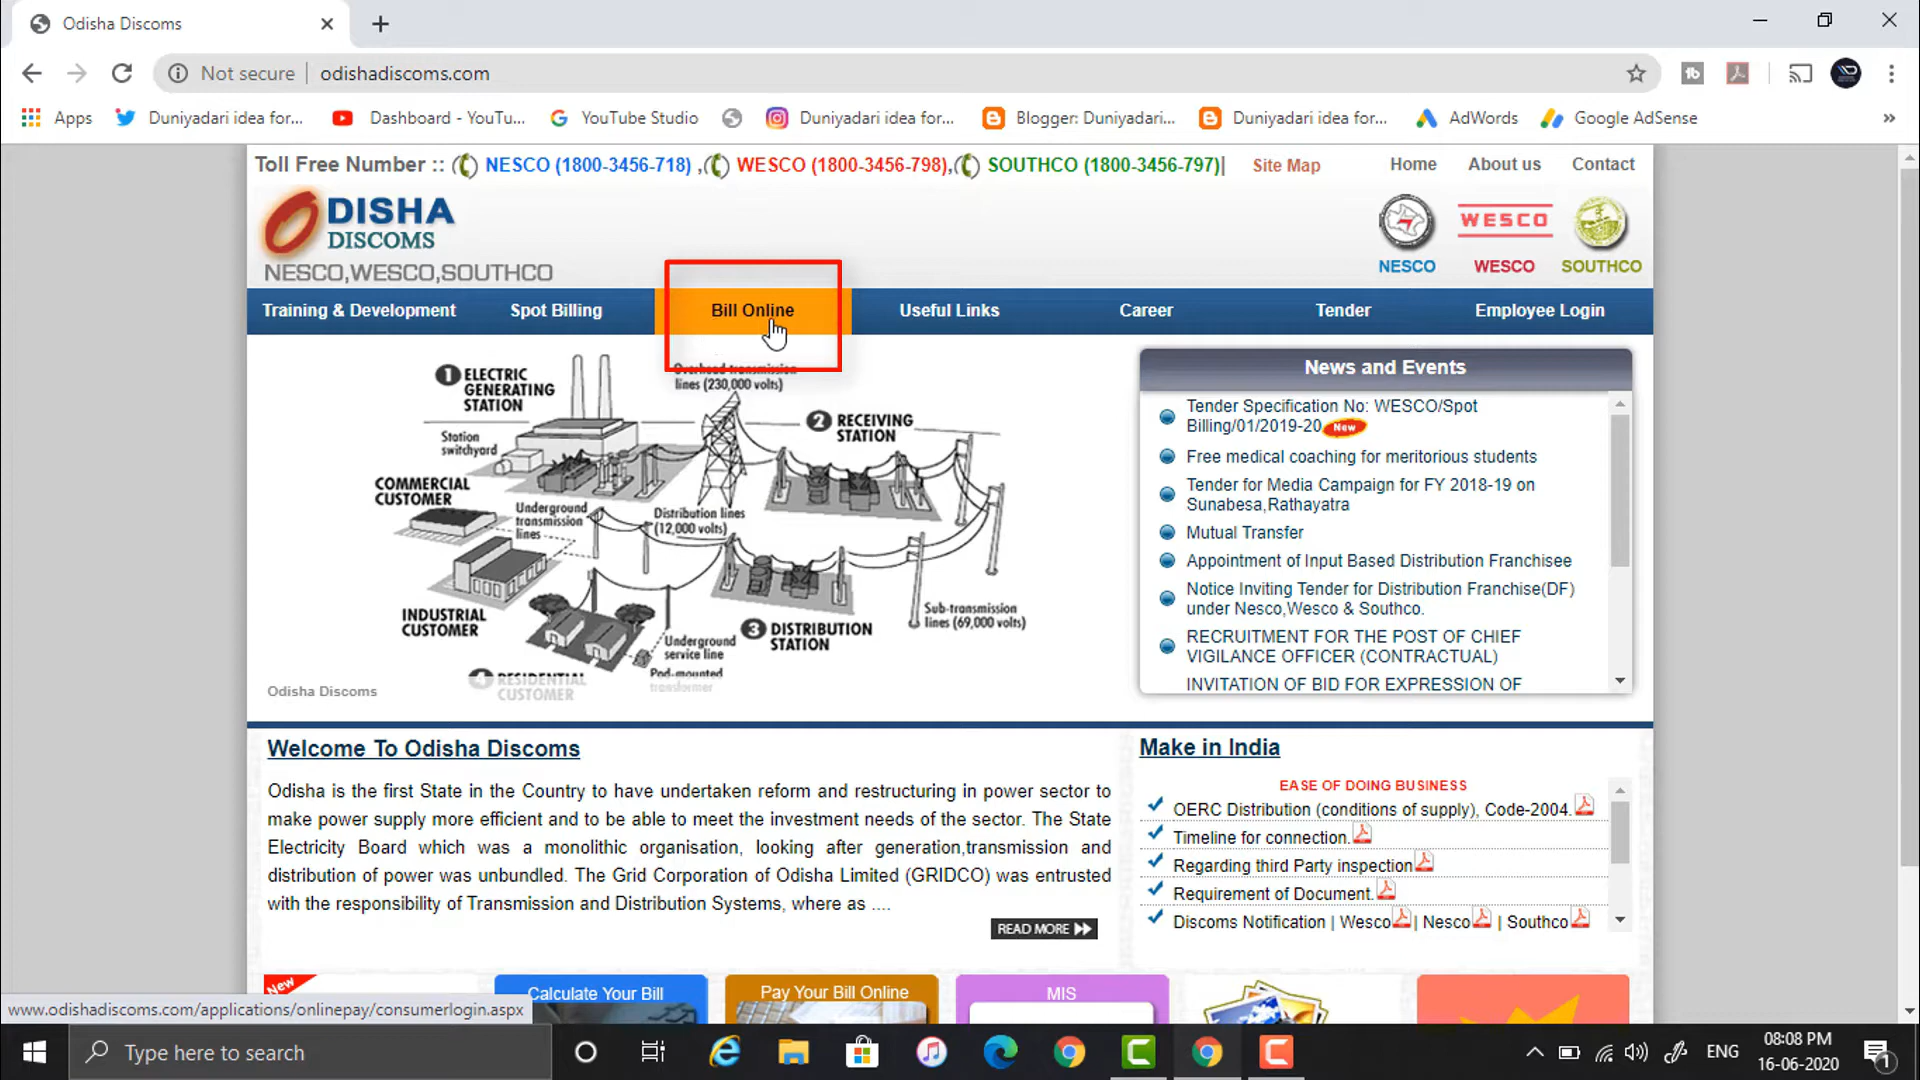 Odisha Discoms
Not secure odishadiscoms.com
Apps Duniyadari idea for... Dashboard - YouTu... YouTube Studio Duniyadari idea for... Blogger: Duniyadari... Duniyadari idea for... AdWords Google AdSense »
Toll Free Number :: NESCO (1800-3456-718) , WESCO (1800-3456-798), SOUTHCO (1800-3456-797)| Site Map Home About us Contact
ODISHA
DISCOMS
NESCO,WESCO,SOUTHCO
WESCO
NESCO WESCO SOUTHCO
Training & Development Spot Billing Bill Online Useful Links Career Tender Employee Login
1 ELECTRIC
GENERATING
STATION
Overhead transmission
lines (230,000 volts)
2 RECEIVING
STATION
Station
switchyard
COMMERCIAL
CUSTOMER
Underground
transmission
lines
Distribution lines
(12,000 volts)
INDUSTRIAL
CUSTOMER
Sub-transmission
lines (69,000 volts)
3 DISTRIBUTION
STATION
Underground
service line
Pad-mounted
transformer
4 RESIDENTIAL
CUSTOMER
Odisha Discoms
News and Events
Tender Specification No: WESCO/Spot
Billing/01/2019-20 New
Free medical coaching for meritorious students
Tender for Media Campaign for FY 2018-19 on
Sunabesa,Rathayatra
Mutual Transfer
Appointment of Input Based Distribution Franchisee
Notice Inviting Tender for Distribution Franchise(DF)
under Nesco,Wesco & Southco.
RECRUITMENT FOR THE POST OF CHIEF
VIGILANCE OFFICER (CONTRACTUAL)
INVITATION OF BID FOR EXPRESSION OF
Welcome To Odisha Discoms
Odisha is the first State in the Country to have undertaken reform and restructuring in power sector to
make power supply more efficient and to be able to meet the investment needs of the sector. The State
Electricity Board which was a monolithic organisation, looking after generation,transmission and
distribution of power was unbundled. The Grid Corporation of Odisha Limited (GRIDCO) was entrusted
with the responsibility of Transmission and Distribution Systems, where as ....
READ MORE
Make in India
EASE OF DOING BUSINESS
OERC Distribution (conditions of supply), Code-2004.
Timeline for connection.
Regarding third Party inspection
Requirement of Document.
Discoms Notification | Wesco | Nesco | Southco
New
Calculate Your Bill
Pay Your Bill Online
MIS
www.odishadiscoms.com/applications/onlinepay/consumerlogin.aspx
Type here to search
ENG
08:08 PM
16-06-2020
1